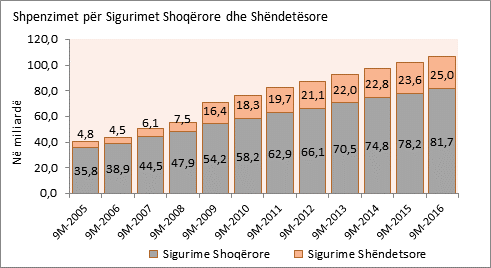 Shpenzimet për Sigurimet Shoqërore dhe Shëndetësore
Në miliardë
120,0
100,0
80,0
60,0
40,0
20,0
0,0
4,8 4,5 6,1 7,5 16,4 18,3 19,7 21,1 22,0 22,8 23,6 25,0
35,8 38,9 44,5 47,9 54,2 58,2 62,9 66,1 70,5 74,8 78,2 81,7
9M-2005 9M-2006 9M-2007 9M-2008 9M-2009 9M-2010 9M-2011 9M-2012 9M-2013 9M-2014 9M-2015 9M-2016
Sigurime Shoqërore Sigurime Shëndetsore